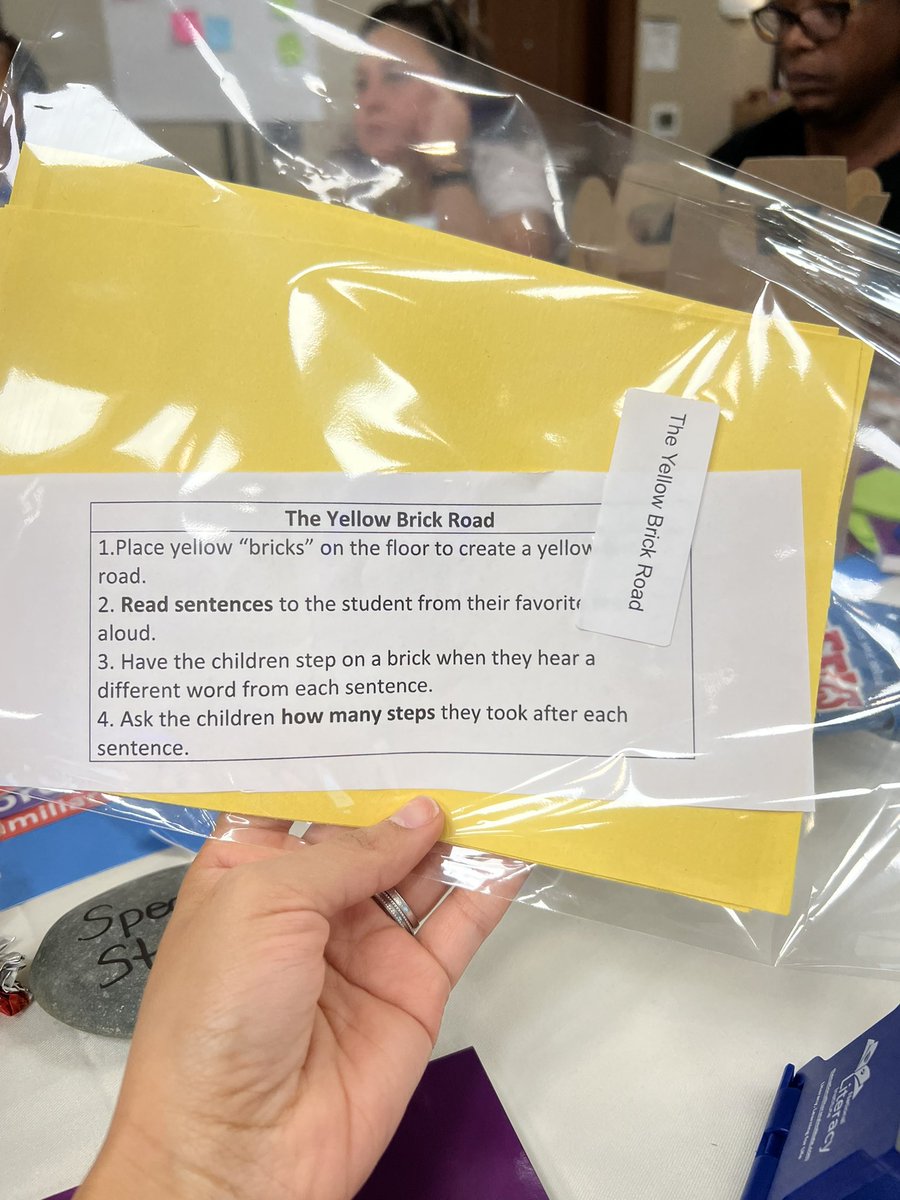 The Yellow Brick Road
1.Place yellow “bricks” on the floor to create a yellow
road.
2. Read sentences to the student from their favorite
aloud.
3. Have the children step on a brick when they hear a
different word from each sentence.
4. Ask the children how many steps they took after each
sentence.
The Yellow Brick Road
St
Literacy